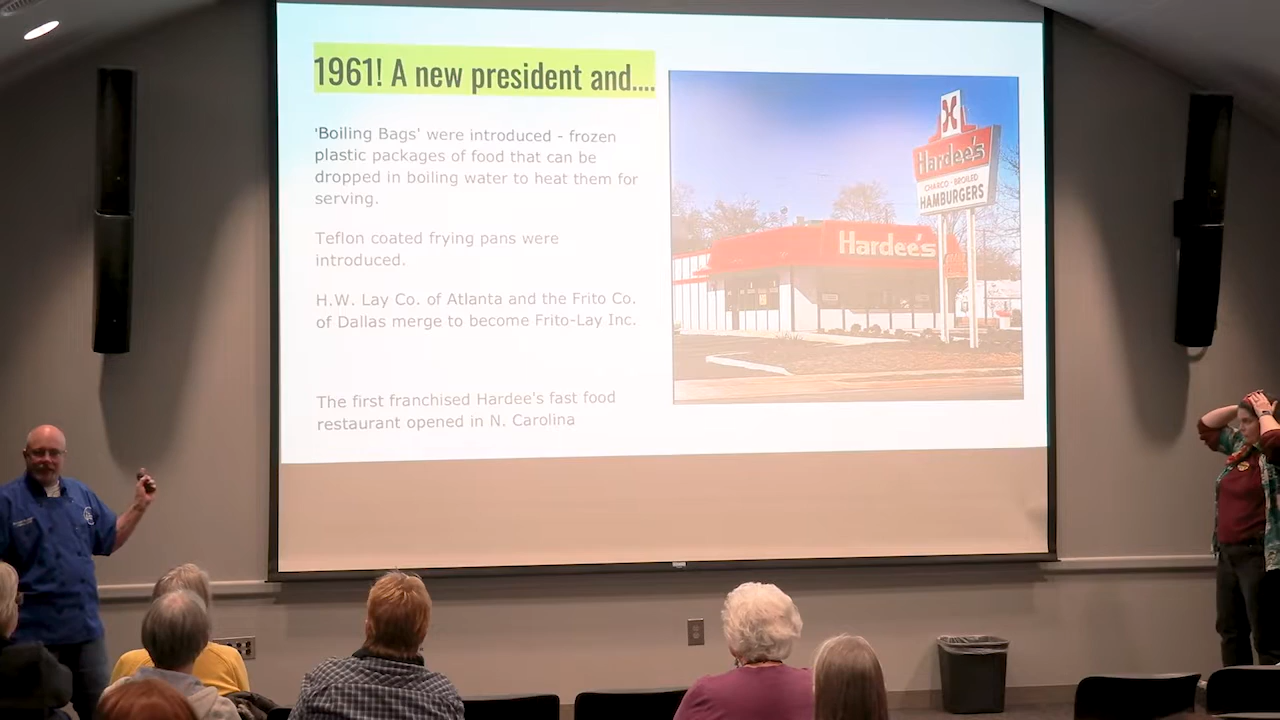 1961! A new president and....
'Boiling Bags' were introduced - frozen
plastic packages of food that can be
dropped in boiling water to heat them for
serving.
Teflon coated frying pans were
introduced.
H.W. Lay Co. of Atlanta and the Frito Co.
of Dallas merge to become Frito-Lay Inc.
The first franchised Hardee's fast food
restaurant opened in N. Carolina
Hardee's
CHARCO-BROILED
HAMBURGERS
Hardee's